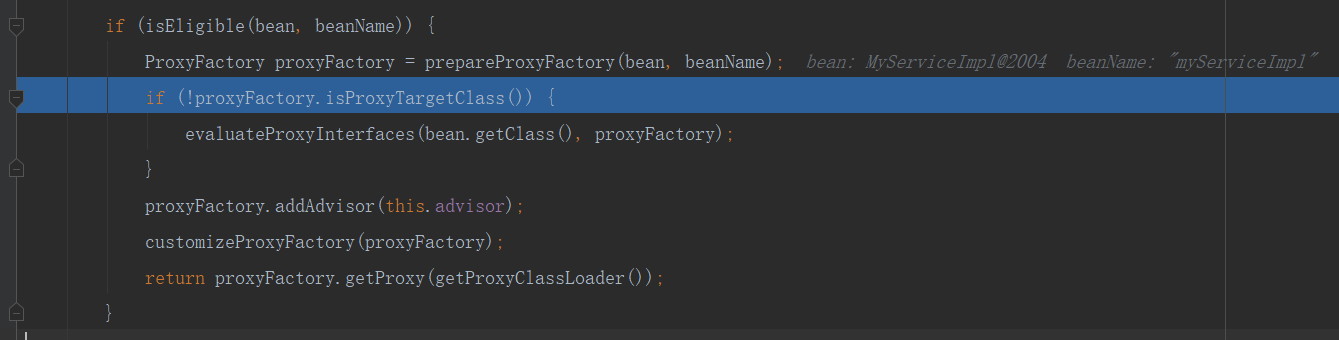 if (isEligible(bean, beanName)) {
ProxyFactory proxyFactory = prepareProxyFactory(bean, beanName); bean: MyServiceImpl@2004 beanName: "myServiceImpl"
if (!proxyFactory.isProxyTargetClass()) {
evaluateProxyInterfaces(bean.getClass(), proxyFactory);
}
proxyFactory.addAdvisor(this.advisor);
customizeProxyFactory(proxyFactory);
return proxyFactory.getProxy(getProxyClassLoader());
}